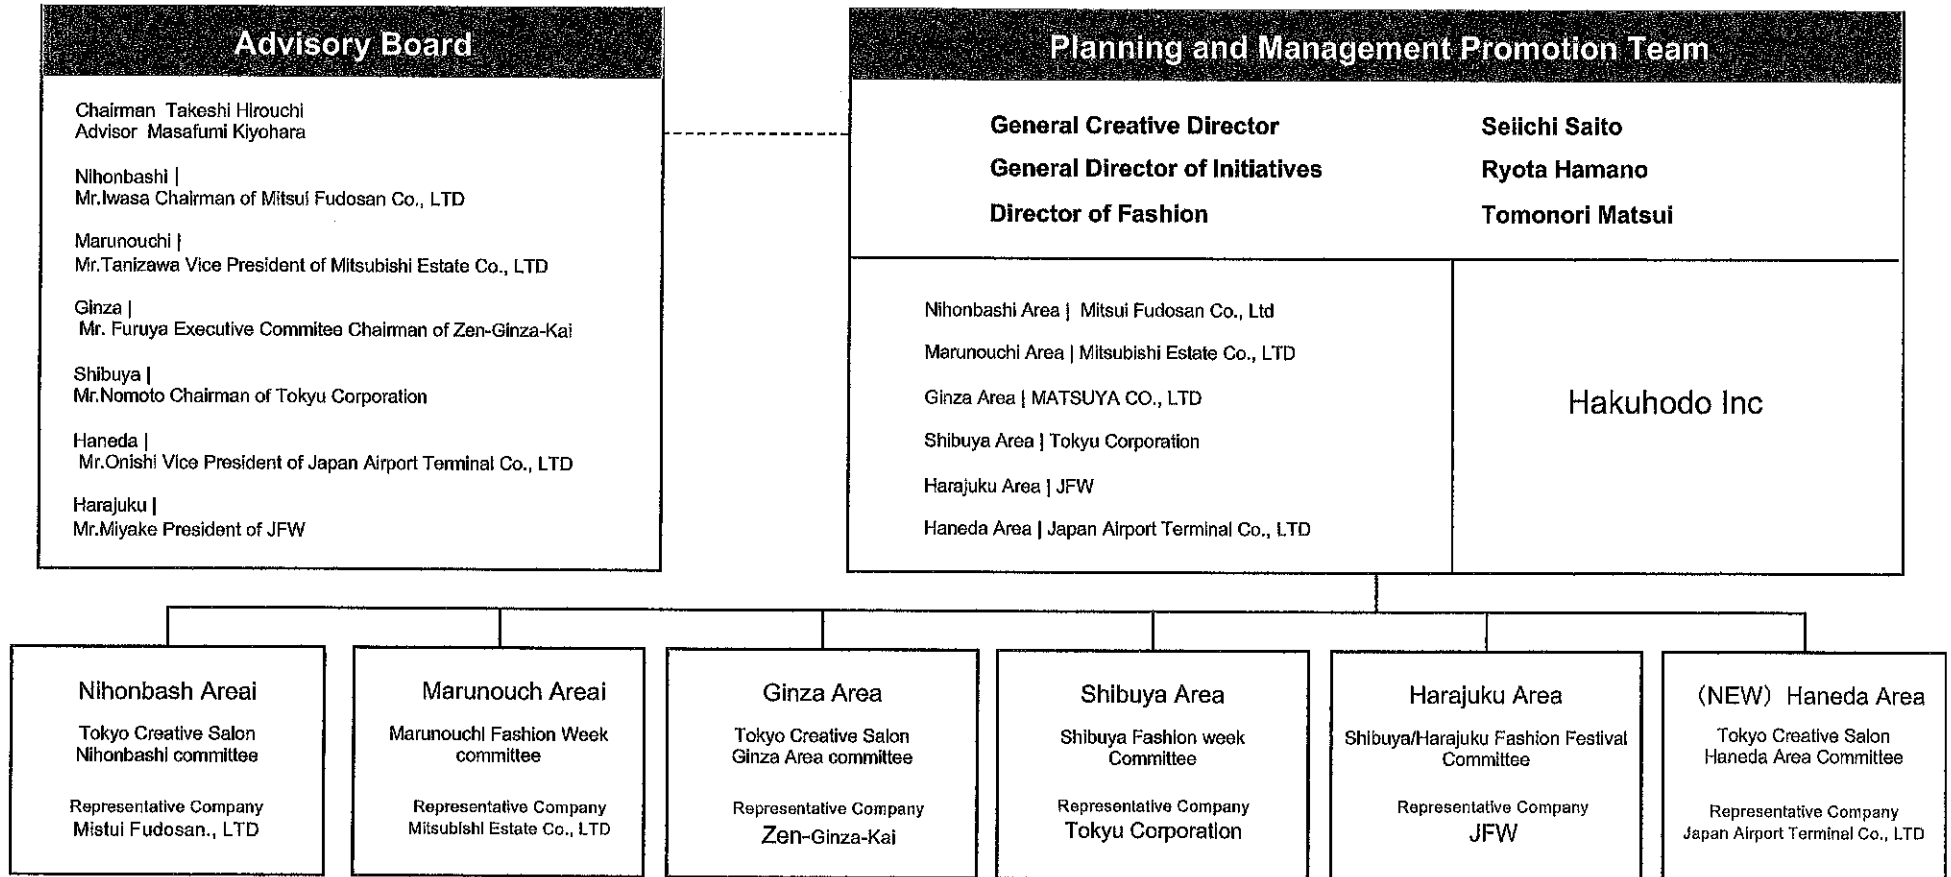 Advisory Board
Chairman Takeshi Hirouchi
Advisor Masafumi Kiyohara
Nihonbashi |
Mr.Iwasa Chairman of Mitsui Fudosan Co., LTD
Marunouchi |
Mr.Tanizawa Vice President of Mitsubishi Estate Co., LTD
Ginza |
Mr. Furuya Executive Commitee Chairman of Zen-Ginza-Kai
Shibuya |
Mr.Nomoto Chairman of Tokyu Corporation
Haneda |
Mr.Onishi Vice President of Japan Airport Terminal Co., LTD
Harajuku |
Mr.Miyake President of JFW
Planning and Management Promotion Team
General Creative Director Seiichi Saito
General Director of Initiatives Ryota Hamano
Director of Fashion Tomonori Matsui
Nihonbashi Area | Mitsui Fudosan Co., Ltd
Marunouchi Area | Mitsubishi Estate Co., LTD
Ginza Area | MATSUYA CO., LTD
Shibuya Area | Tokyu Corporation
Harajuku Area | JFW
Haneda Area | Japan Airport Terminal Co., LTD
Hakuhodo Inc
Nihonbash Areai
Tokyo Creative Salon
Nihonbashi committee
Representative Company
Mistui Fudosan., LTD
Marunouch Areai
Marunouchi Fashion Week
committee
Representative Company
Mitsubishi Estate Co., LTD
Ginza Area
Tokyo Creative Salon
Ginza Area committee
Representative Company
Zen-Ginza-Kai
Shibuya Area
Shibuya Fashion week
Committee
Representative Company
Tokyu Corporation
Harajuku Area
Shibuya/Harajuku Fashion Festival
Committee
Representative Company
JFW
(NEW) Haneda Area
Tokyo Creative Salon
Haneda Area Committee
Representative Company
Japan Airport Terminal Co., LTD